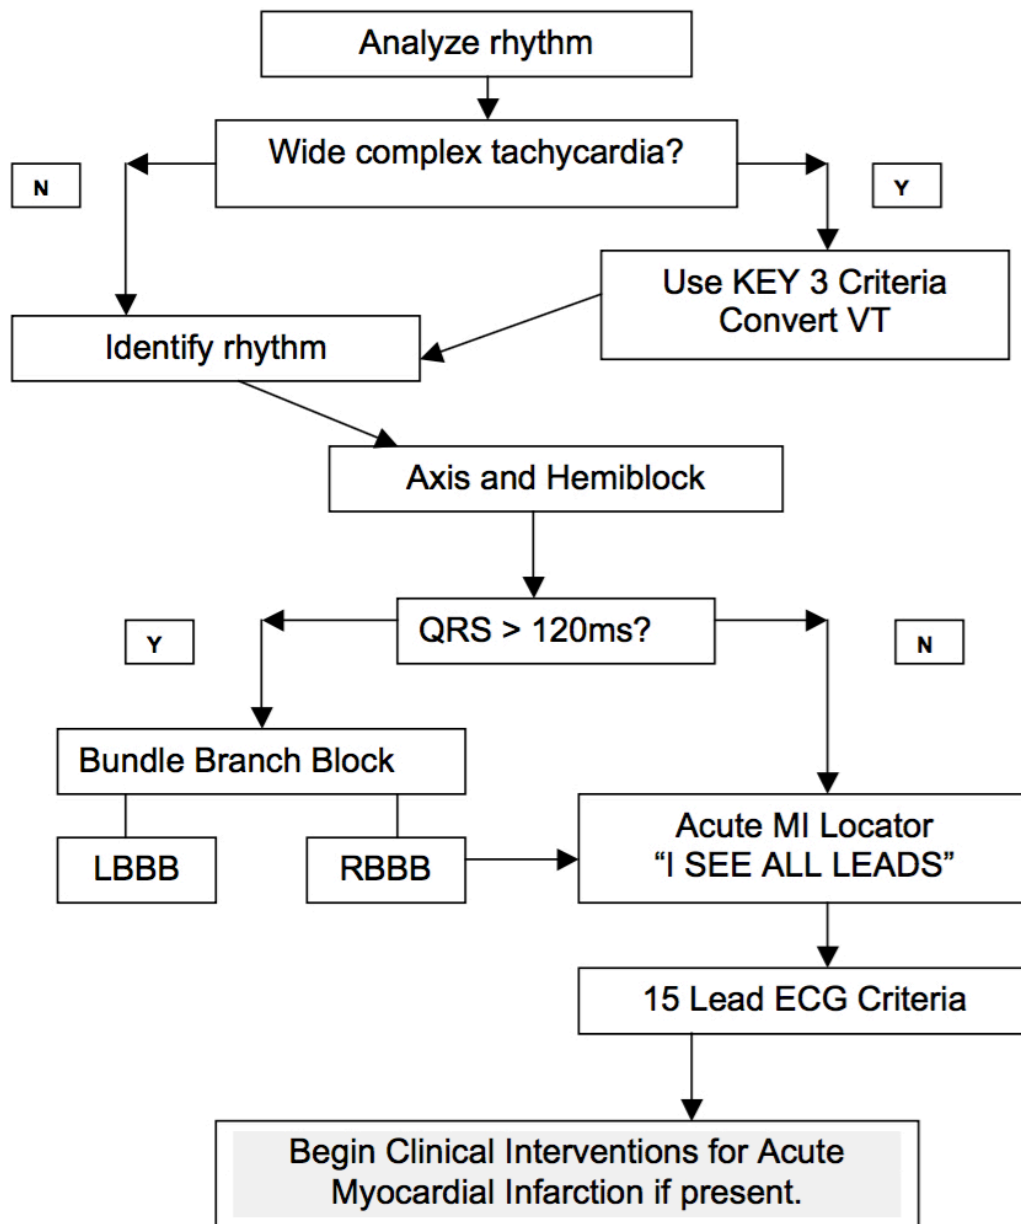 Analyze rhythm
Wide complex tachycardia?
N
Y
Use KEY 3 Criteria
Convert VT
Identify rhythm
Axis and Hemiblock
QRS > 120ms?
Y
N
Bundle Branch Block
LBBB
RBBB
Acute MI Locator
“I SEE ALL LEADS”
15 Lead ECG Criteria
Begin Clinical Interventions for Acute
Myocardial Infarction if present.